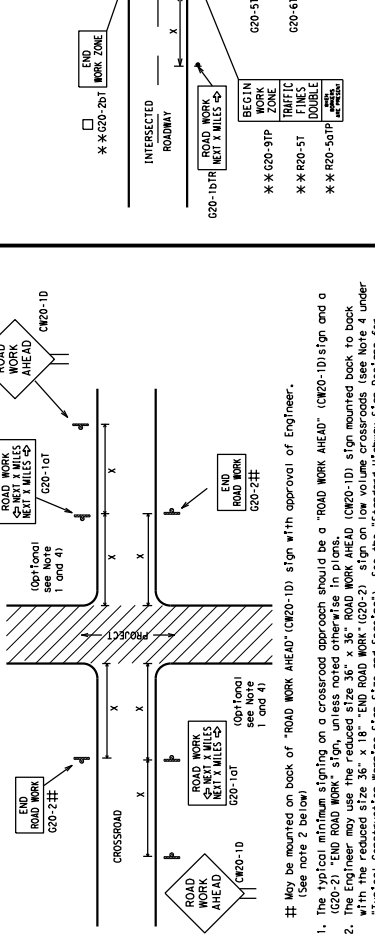 ROAD
WORK
AHEAD
CW20-1D
ROAD WORK
⇦ NEXT X MILES
NEXT X MILES ⇨
G20-1aT
(Optional
see Note
1 and 4)
X
X
END
ROAD WORK
G20-2‡‡
X
PROJECT
CROSSROAD
X
X
END
ROAD WORK
G20-2‡‡
ROAD WORK
⇦ NEXT X MILES
NEXT X MILES ⇨
G20-1aT
(Optional
see Note
1 and 4)
ROAD
WORK
AHEAD
CW20-1D
‡‡ May be mounted on back of "ROAD WORK AHEAD"(CW20-1D) sign with approval of Engineer.
(See note 2 below)
1. The typical minimum signing on a crossroad approach should be a "ROAD WORK AHEAD" (CW20-1D)sign and a
(G20-2) "END ROAD WORK" sign, unless noted otherwise in plans.
2. The Engineer may use the reduced size 36" x 36" ROAD WORK AHEAD (CW20-1D) sign mounted back to back
with the reduced size 36" x 18" "END ROAD WORK"(G20-2) sign on low volume crossroads (see Note 4 under
END
WORK ZONE
□
**G20-2bT
INTERSECTED
ROADWAY
X
ROAD WORK
NEXT X MILES ⇨
G20-1bTR
BEGIN
WORK
ZONE
TRAFFIC
FINES
DOUBLE
WHEN
WORKERS
ARE PRESENT
**G20-9TP
**R20-5T
**R20-5aTP
G20-5T
G20-6T